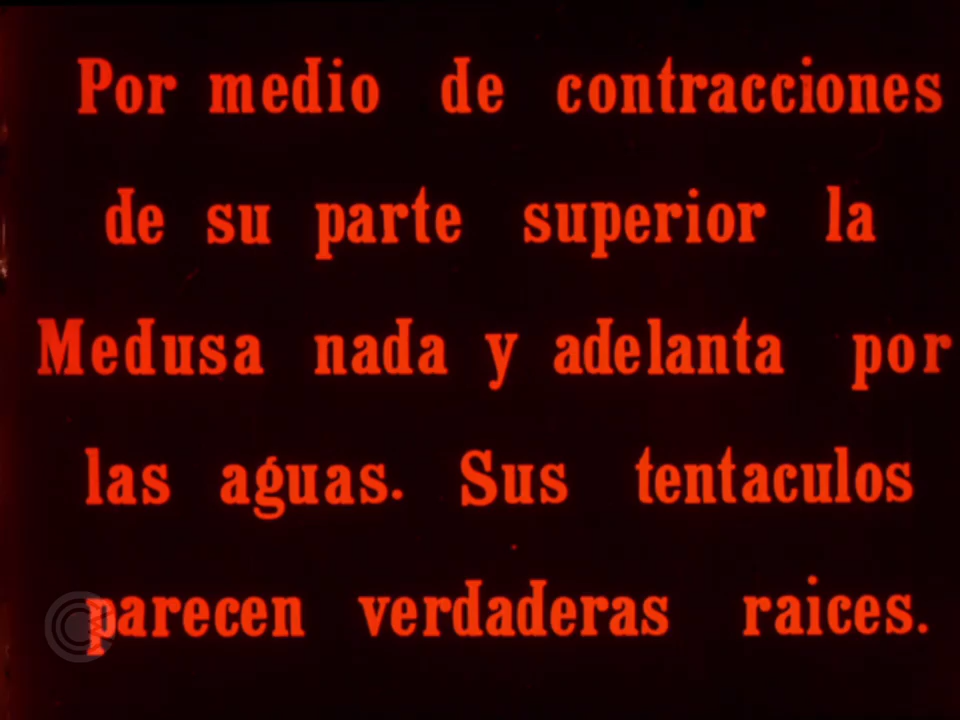 Por medio de contracciones
de su parte superior la
Medusa nada y adelanta por
las aguas. Sus tentaculos
parecen verdaderas raices.